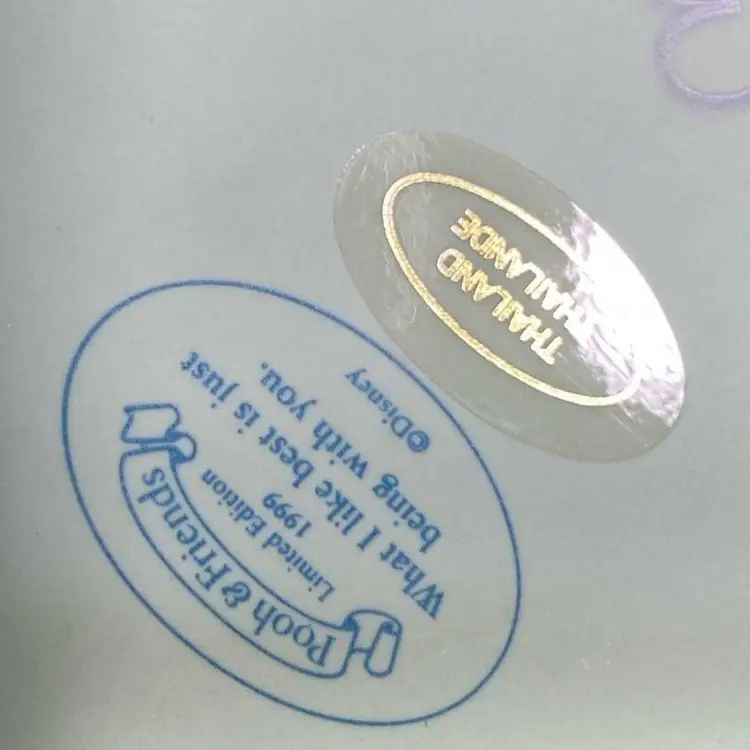 Pooh & Friends
Limited Edition
1999
What I like best is just
being with you.
©Disney
THAILAND
THAILANDE